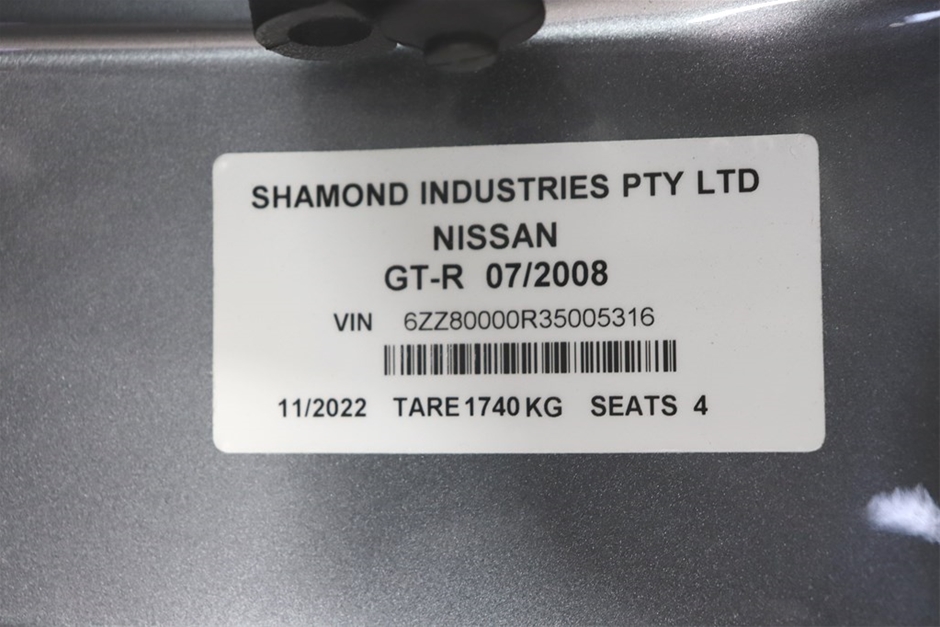 SHAMOND INDUSTRIES PTY LTD
NISSAN
GT-R 07/2008
VIN 6ZZ80000R35005316
11/2022 TARE 1740 KG SEATS 4